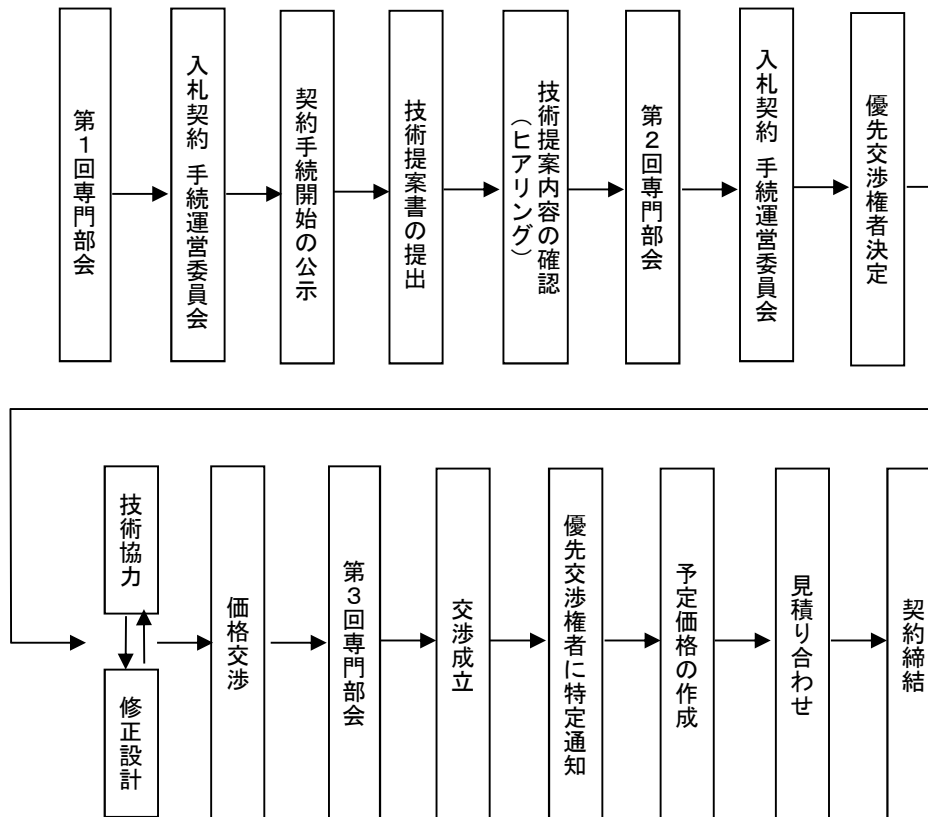 第１回専門部会
入札契約 手続運営委員会
契約手続開始の公示
技術提案書の提出
技術提案内容の確認
（ヒアリング）
第２回専門部会
入札契約 手続運営委員会
優先交渉権者決定
技術協力
修正設計
価格交渉
第３回専門部会
交渉成立
優先交渉権者に特定通知
予定価格の作成
見積り合わせ
契約締結